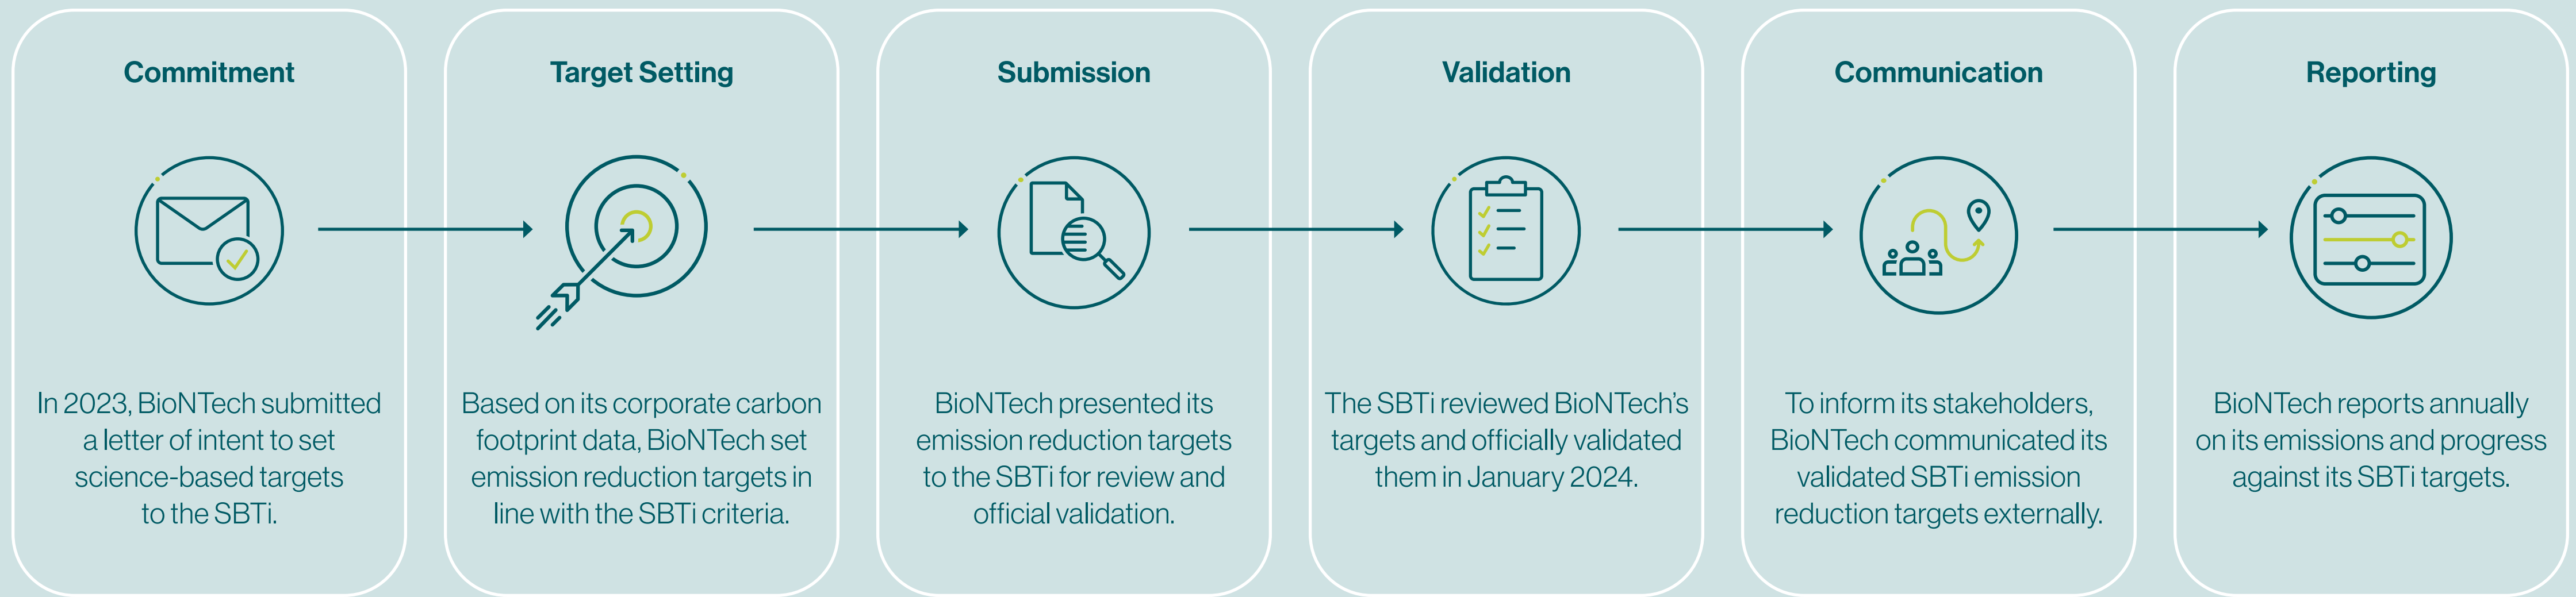 Commitment
In 2023, BioNTech submitted
a letter of intent to set
science-based targets
to the SBTi.
Target Setting
Based on its corporate carbon
footprint data, BioNTech set
emission reduction targets in
line with the SBTi criteria.
Submission
BioNTech presented its
emission reduction targets
to the SBTi for review and
official validation.
Validation
The SBTi reviewed BioNTech’s
targets and officially validated
them in January 2024.
Communication
To inform its stakeholders,
BioNTech communicated its
validated SBTi emission
reduction targets externally.
Reporting
BioNTech reports annually
on its emissions and progress
against its SBTi targets.